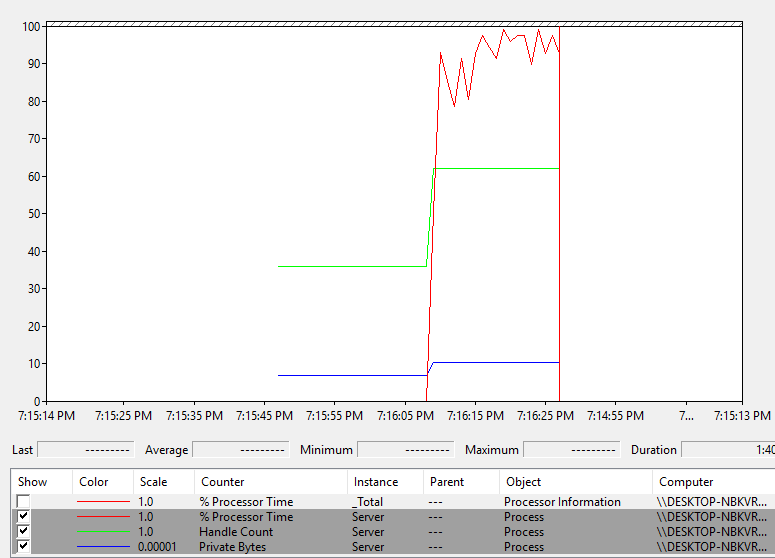 100
90
80
70
60
50
40
30
20
10
0
7:15:14 PM 7:15:25 PM 7:15:35 PM 7:15:45 PM 7:15:55 PM 7:16:05 PM 7:16:15 PM 7:16:25 PM 7:14:55 PM 7... 7:15:13 PM
Last --------- Average --------- Minimum --------- Maximum --------- Duration 1:40
Show Color Scale Counter Instance Parent Object Computer
1.0 % Processor Time _Total --- Processor Information \\DESKTOP-NBKVR...
1.0 % Processor Time Server --- Process \\DESKTOP-NBKVR...
1.0 Handle Count Server --- Process \\DESKTOP-NBKVR...
0.00001 Private Bytes Server --- Process \\DESKTOP-NBKVR...